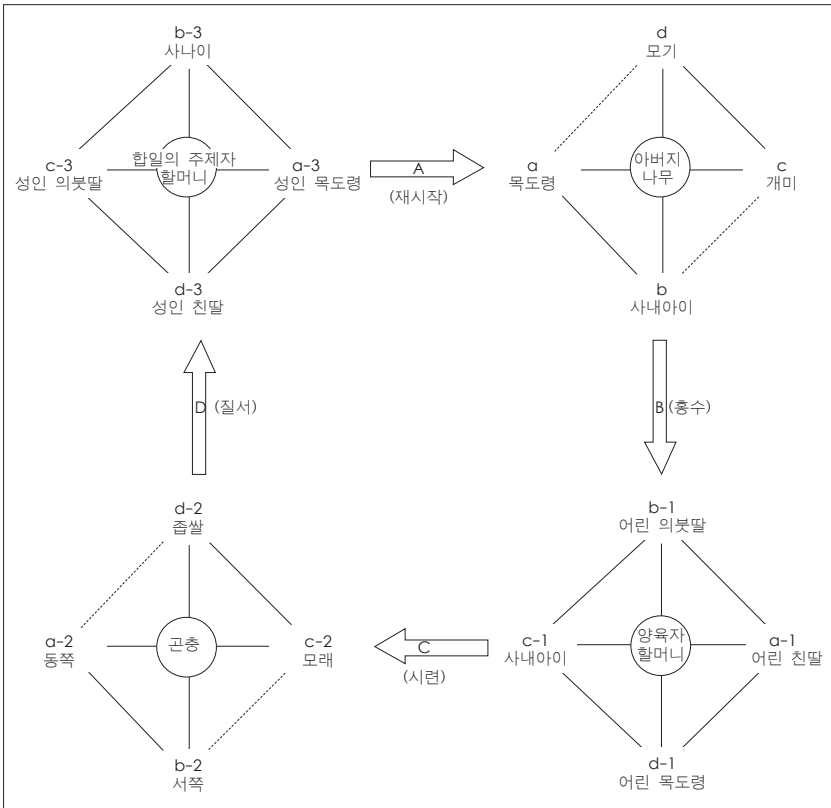 b-3
사나이
c-3
성인 의붓딸
합일의 주제자
할머니
a-3
성인 목도령
d-3
성인 친딸
A
(재시작)
d
모기
a
목도령
아버지
나무
c
개미
b
사내아이
D (질서)
B (홍수)
d-2
좁쌀
a-2
동쪽
곤충
c-2
모래
b-2
서쪽
C
(시련)
b-1
어린 의붓딸
c-1
사내아이
양육자
할머니
a-1
어린 친딸
d-1
어린 목도령